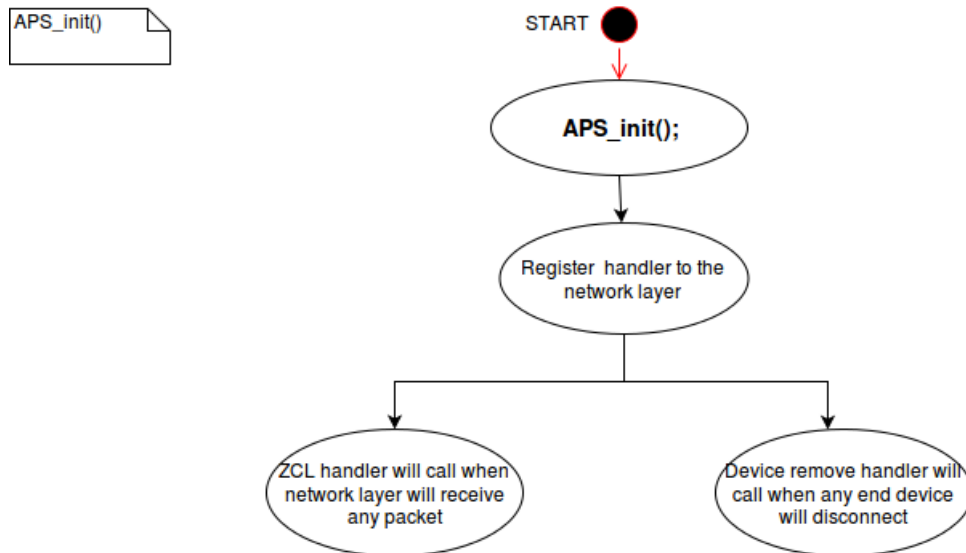 APS_init()
START
APS_init();
Register handler to the
network layer
ZCL handler will call when
network layer will receive
any packet
Device remove handler will
call when any end device
will disconnect